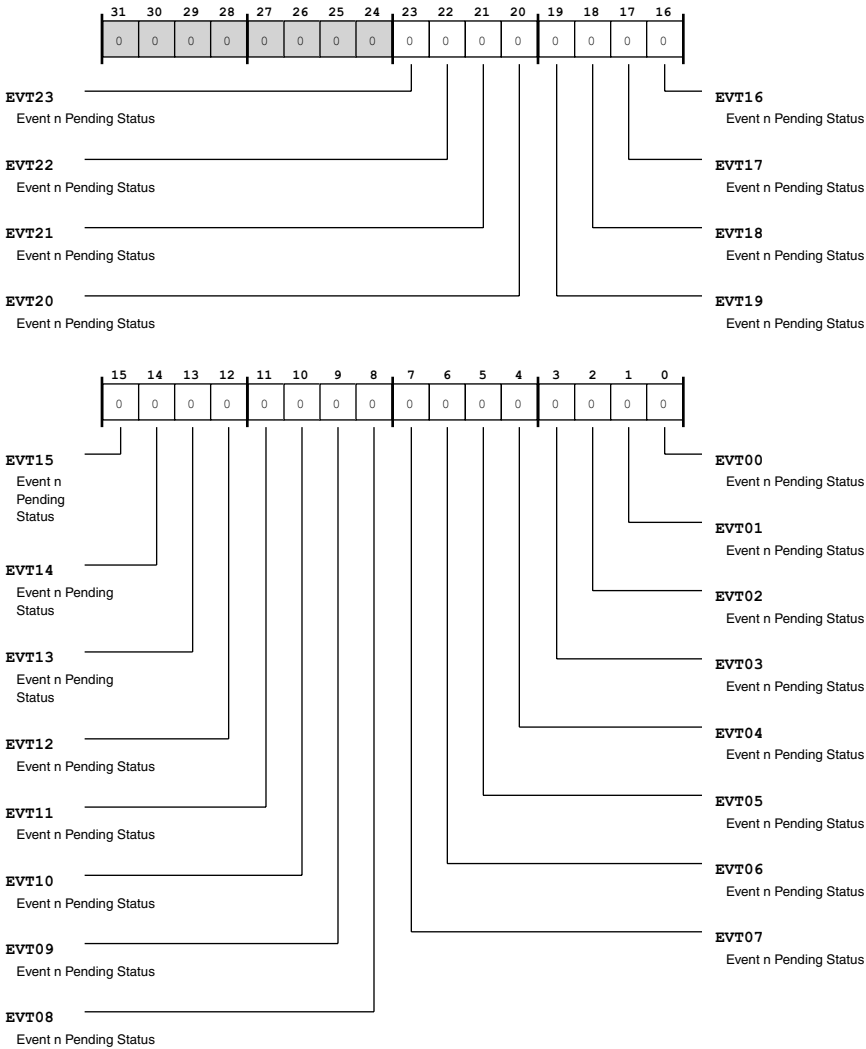 31 30 29 28 27 26 25 24 23 22 21 20 19 18 17 16
0 0 0 0 0 0 0 0 0 0 0 0 0 0 0 0
EVT23
Event n Pending Status
EVT22
Event n Pending Status
EVT21
Event n Pending Status
EVT20
Event n Pending Status
EVT16
Event n Pending Status
EVT17
Event n Pending Status
EVT18
Event n Pending Status
EVT19
Event n Pending Status
15 14 13 12 11 10 9 8 7 6 5 4 3 2 1 0
0 0 0 0 0 0 0 0 0 0 0 0 0 0 0 0
EVT15
Event n
Pending
Status
EVT14
Event n Pending
Status
EVT13
Event n Pending
Status
EVT12
Event n Pending Status
EVT11
Event n Pending Status
EVT10
Event n Pending Status
EVT09
Event n Pending Status
EVT08
Event n Pending Status
EVT00
Event n Pending Status
EVT01
Event n Pending Status
EVT02
Event n Pending Status
EVT03
Event n Pending Status
EVT04
Event n Pending Status
EVT05
Event n Pending Status
EVT06
Event n Pending Status
EVT07
Event n Pending Status